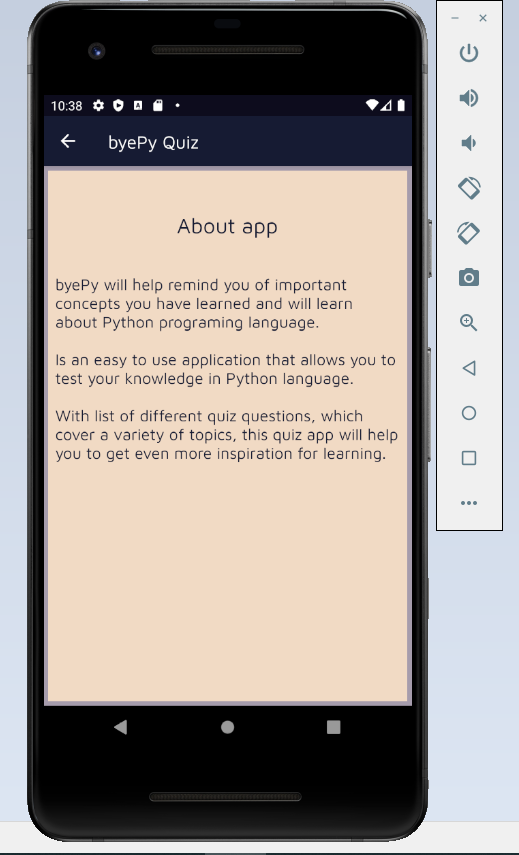 10:38
byePy Quiz
About app
byePy will help remind you of important
concepts you have learned and will learn
about Python programing language.
Is an easy to use application that allows you to
test your knowledge in Python language.
With list of different quiz questions, which
cover a variety of topics, this quiz app will help
you to get even more inspiration for learning.